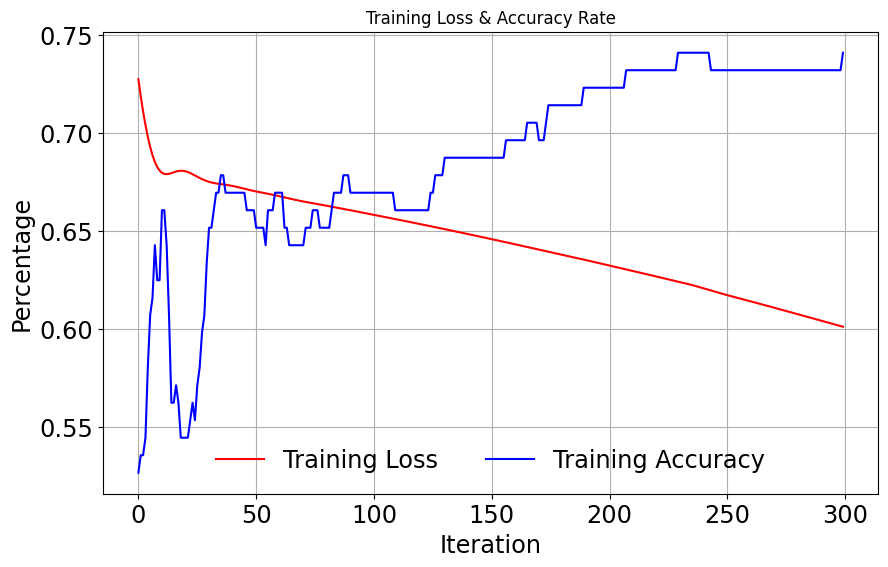 Training Loss & Accuracy Rate
0.75
0.70
0.65
0.60
0.55
Percentage
Training Loss
Training Accuracy
0 50 100 150 200 250 300
Iteration